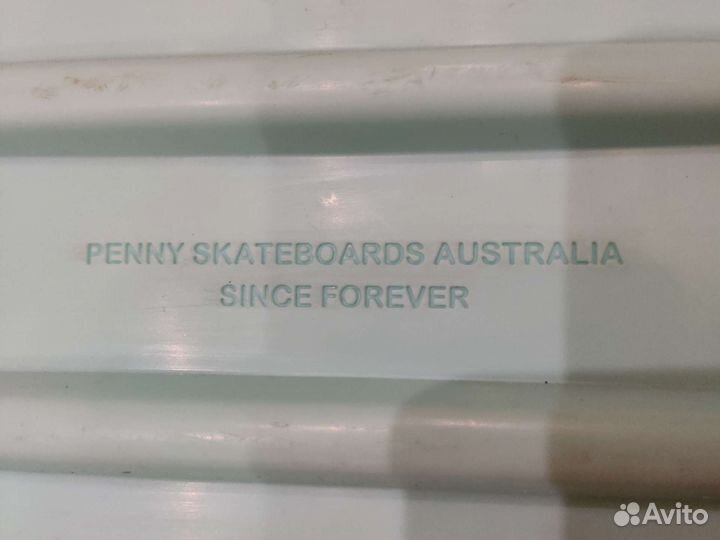 PENNY SKATEBOARDS AUSTRALIA
SINCE FOREVER
Avito